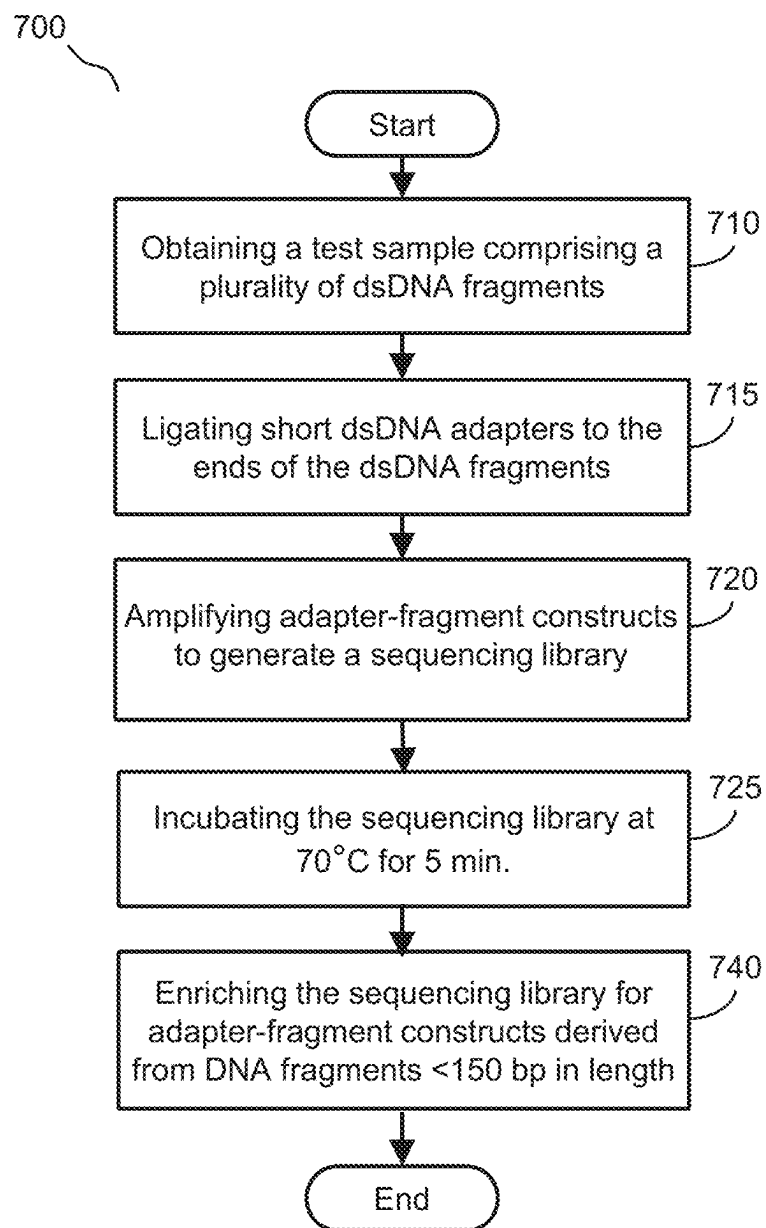 700
Start
710
Obtaining a test sample comprising a
plurality of dsDNA fragments
715
Ligating short dsDNA adapters to the
ends of the dsDNA fragments
720
Amplifying adapter-fragment constructs
to generate a sequencing library
725
Incubating the sequencing library at
70°C for 5 min.
740
Enriching the sequencing library for
adapter-fragment constructs derived
from DNA fragments <150 bp in length
End